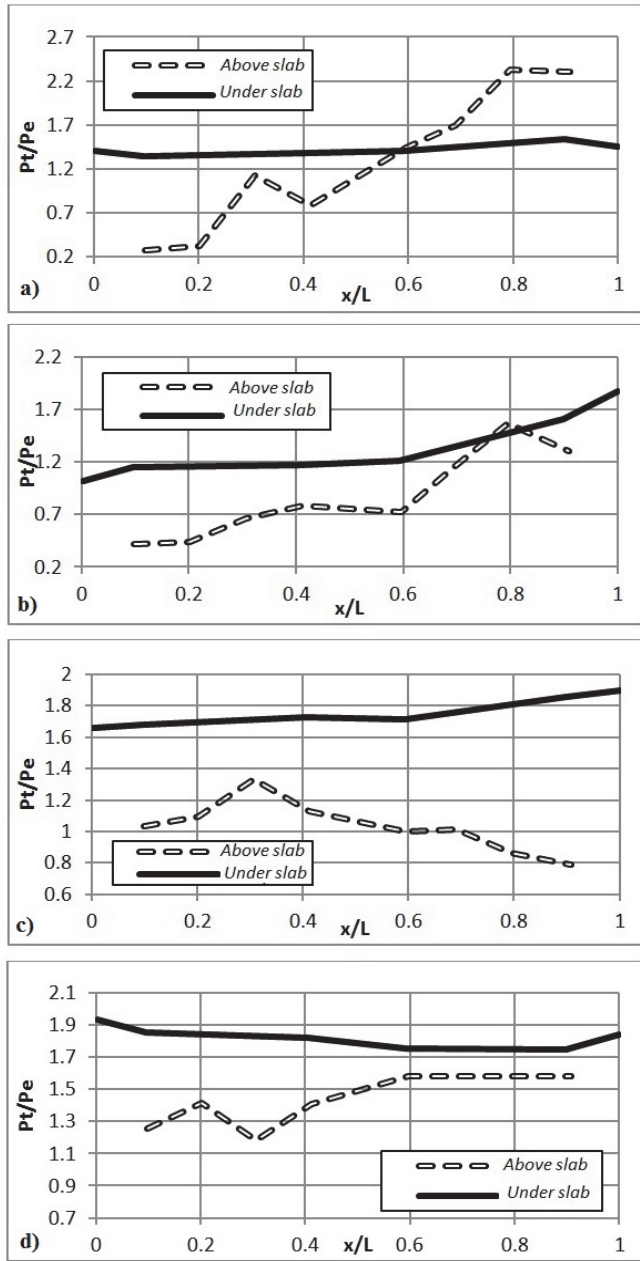 2.7
2.2
1.7
1.2
0.7
0.2
Pt/Pe
Above slab
Under slab
0 0.2 0.4 0.6 0.8 1
x/L
a)
2.2
1.7
1.2
0.7
0.2
Pt/Pe
Above slab
Under slab
0 0.2 0.4 0.6 0.8 1
x/L
b)
2
1.8
1.6
1.4
1.2
1
0.8
0.6
Pt/Pe
Above slab
Under slab
0 0.2 0.4 0.6 0.8 1
x/L
c)
2.1
1.9
1.7
1.5
1.3
1.1
0.9
0.7
Pt/Pe
Above slab
Under slab
0 0.2 0.4 0.6 0.8 1
x/L
d)